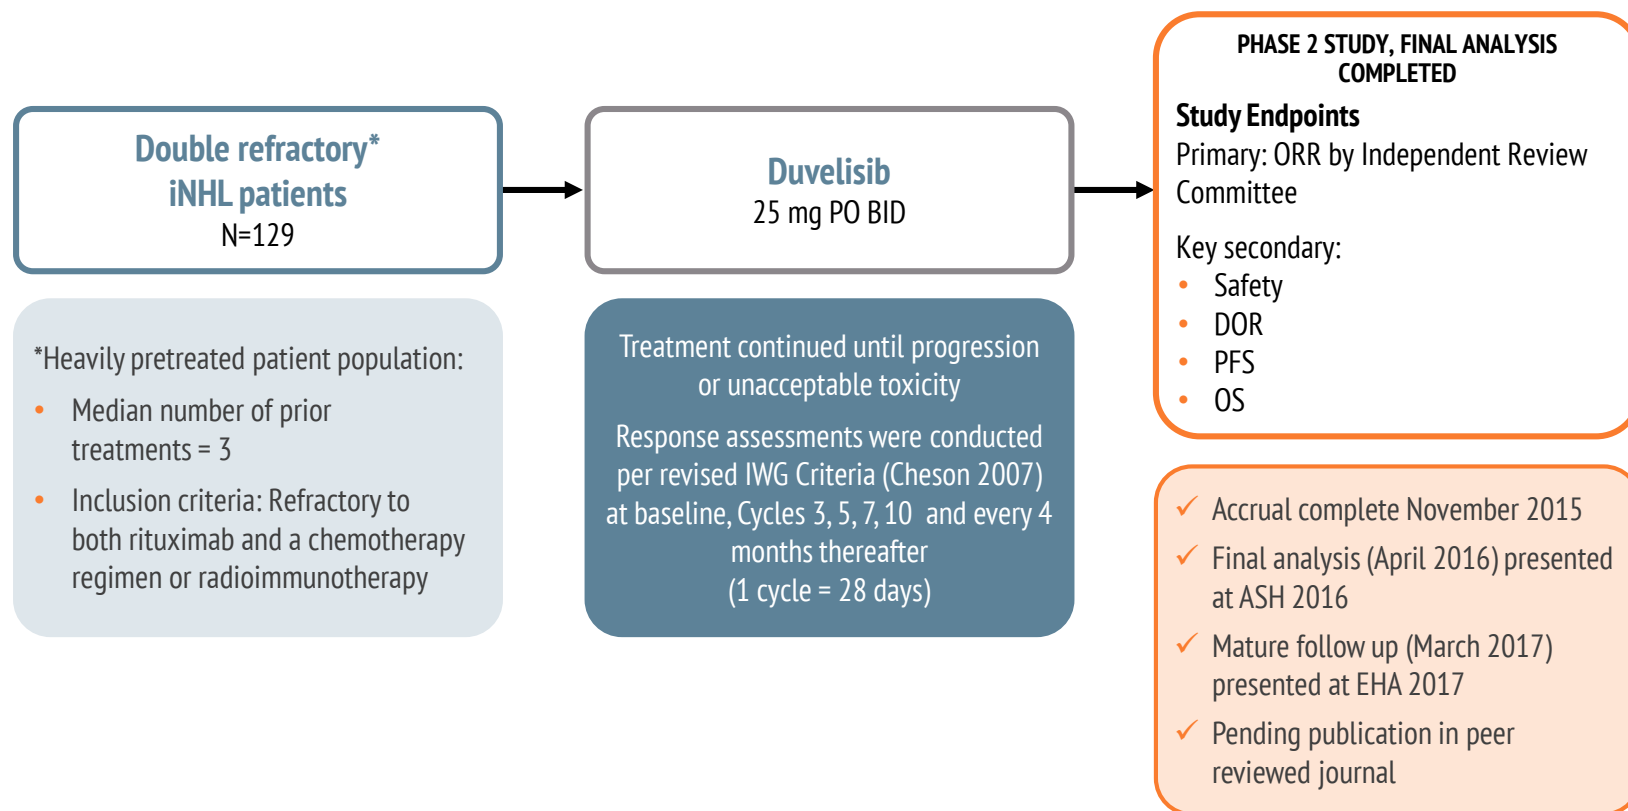 Double refractory*
iNHL patients
N=129
*Heavily pretreated patient population:
• Median number of prior
treatments = 3
• Inclusion criteria: Refractory to
both rituximab and a chemotherapy
regimen or radioimmunotherapy
Duvelisib
25 mg PO BID
Treatment continued until progression
or unacceptable toxicity
Response assessments were conducted
per revised IWG Criteria (Cheson 2007)
at baseline, Cycles 3, 5, 7, 10 and every 4
months thereafter
(1 cycle = 28 days)
PHASE 2 STUDY, FINAL ANALYSIS
COMPLETED
Study Endpoints
Primary: ORR by Independent Review
Committee
Key secondary:
• Safety
• DOR
• PFS
• OS
✓ Accrual complete November 2015
✓ Final analysis (April 2016) presented
at ASH 2016
✓ Mature follow up (March 2017)
presented at EHA 2017
✓ Pending publication in peer
reviewed journal